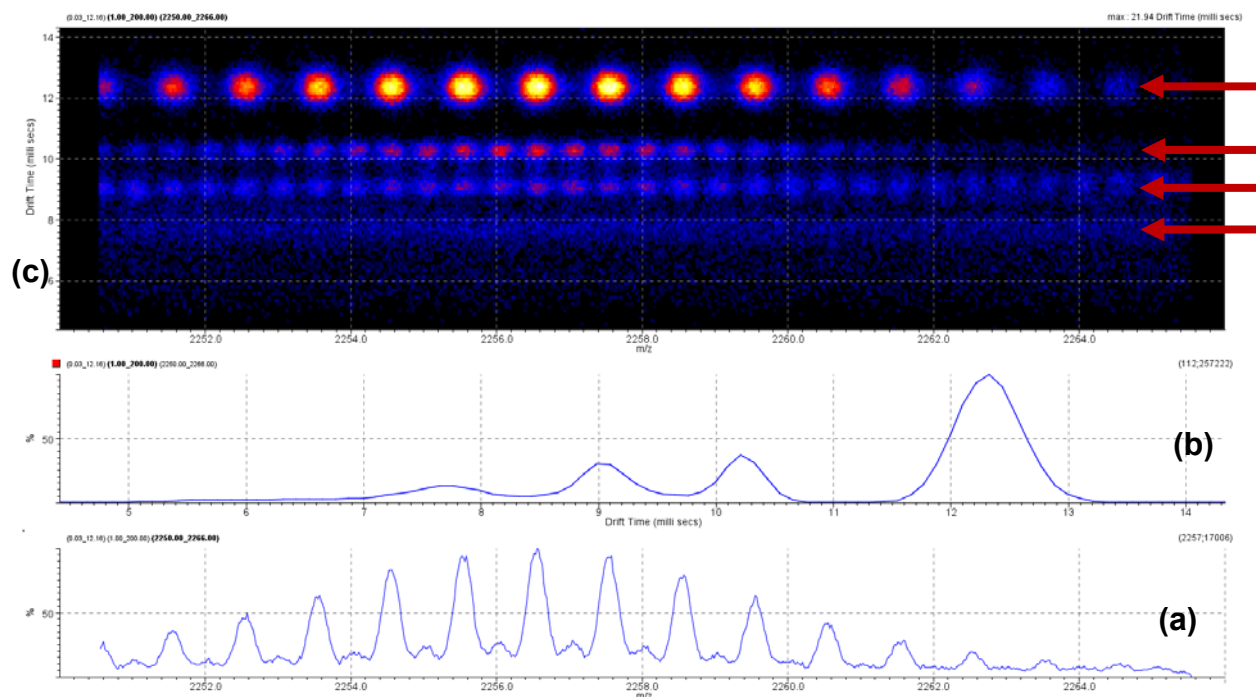 (0.03_12.16) (1.00_200.00) (2250.00_2266.00) max : 21.94 Drift Time (milli secs)
14
12
10
8
6
Drift Time (milli secs)
(c)
2252.0 2254.0 2256.0 2258.0 2260.0 2262.0 2264.0
m/z
(0.03_12.16) (1.00_200.00) (2250.00_2266.00) (112;257222)
%
50
(b)
5 6 7 8 9 10 11 12 13 14
Drift Time (milli secs)
(0.03_12.16) (1.00_200.00) (2250.00_2266.00) (2257;17006)
%
50
(a)
2252.0 2254.0 2256.0 2258.0 2260.0 2262.0 2264.0
m/z